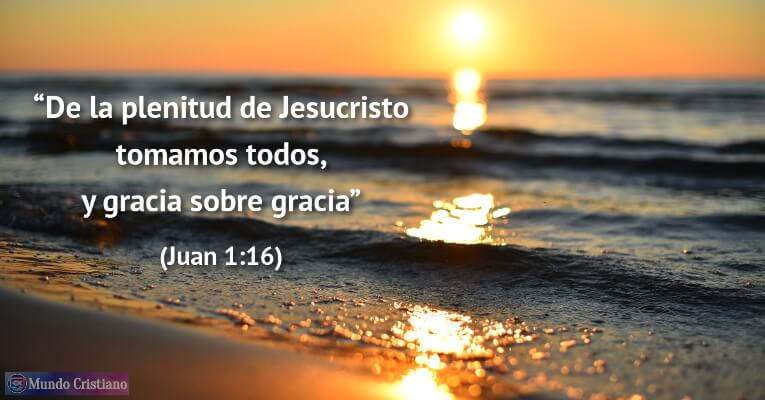 “De la plenitud de Jesucristo
tomamos todos,
y gracia sobre gracia”
(Juan 1:16)
Mundo Cristiano